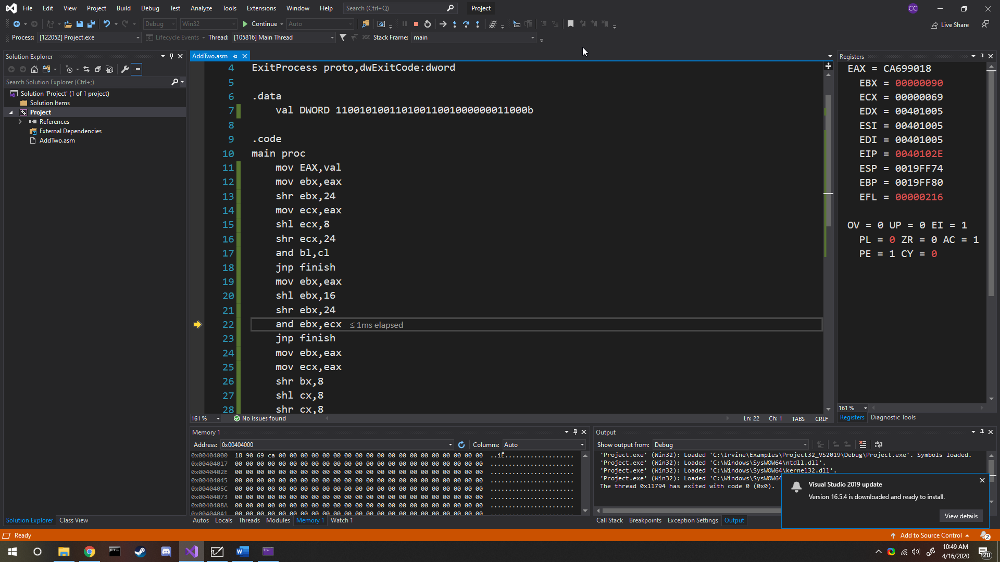 File Edit View Project Build Debug Test Analyze Tools Extensions Window Help Search (Ctrl+Q) Project CC
Debug Win32 Continue Auto Live Share
Process: [122052] Project.exe Lifecycle Events Thread: [105816] Main Thread Stack Frame: main
Solution Explorer
Search Solution Explorer (Ctrl+;)
Solution 'Project' (1 of 1 project)
Solution Items
Project
References
External Dependencies
AddTwo.asm
Solution Explorer Class View
AddTwo.asm
4 ExitProcess proto,dwExitCode:dword
5
6 .data
7 val DWORD 11001010011010011001000000011000b
8
9 .code
10 main proc
11 mov EAX,val
12 mov ebx,eax
13 shr ebx,24
14 mov ecx,eax
15 shl ecx,8
16 shr ecx,24
17 and bl,cl
18 jnp finish
19 mov ebx,eax
20 shl ebx,16
21 shr ebx,24
22 and ebx,ecx ≤ 1ms elapsed
23 jnp finish
24 mov ebx,eax
25 mov ecx,eax
26 shr bx,8
27 shl cx,8
28 shr cx,8
161 % No issues found Ln: 22 Ch: 1 TABS CRLF
Registers
EAX = CA699018
EBX = 00000090
ECX = 00000069
EDX = 00401005
ESI = 00401005
EDI = 00401005
EIP = 0040102E
ESP = 0019FF74
EBP = 0019FF80
EFL = 00000216
OV = 0 UP = 0 EI = 1
PL = 0 ZR = 0 AC = 1
PE = 1 CY = 0
161 %
Registers Diagnostic Tools
Memory 1
Address: 0x00404000 Columns: Auto
0x00404000 18 90 69 ca 00 00 00 00 00 00 00 00 00 00 00 00 00 00 00 00 00 00 00 ..iÊ...................
0x00404017 00 00 00 00 00 00 00 00 00 00 00 00 00 00 00 00 00 00 00 00 00 00 00 .......................
0x0040402E 00 00 00 00 00 00 00 00 00 00 00 00 00 00 00 00 00 00 00 00 00 00 00 .......................
0x00404045 00 00 00 00 00 00 00 00 00 00 00 00 00 00 00 00 00 00 00 00 00 00 00 .......................
0x0040405C 00 00 00 00 00 00 00 00 00 00 00 00 00 00 00 00 00 00 00 00 00 00 00 .......................
0x00404073 00 00 00 00 00 00 00 00 00 00 00 00 00 00 00 00 00 00 00 00 00 00 00 .......................
0x0040408A 00 00 00 00 00 00 00 00 00 00 00 00 00 00 00 00 00 00 00 00 00 00 00 .......................
0x004040A1 00 00 00 00 00 00 00 00 00 00 00 00 00 00 00 00 00 00 00 00 00 00 00 .......................
Autos Locals Threads Modules Memory 1 Watch 1
Output
Show output from: Debug
'Project.exe' (Win32): Loaded 'C:\Irvine\Examples\Project32_VS2019\Debug\Project.exe'. Symbols loaded.
'Project.exe' (Win32): Loaded 'C:\Windows\SysWOW64\ntdll.dll'.
'Project.exe' (Win32): Loaded 'C:\Windows\SysWOW64\kernel32.dll'.
'Project.exe' (Win32): Loaded 'C:\Windows\SysWOW64
The thread 0x11794 has exited with code 0 (0x0).
Call Stack Breakpoints Exception Settings Output
Visual Studio 2019 update
Version 16.5.4 is downloaded and ready to install.
View details
Ready Add to Source Control 2
10:49 AM
4/16/2020
20